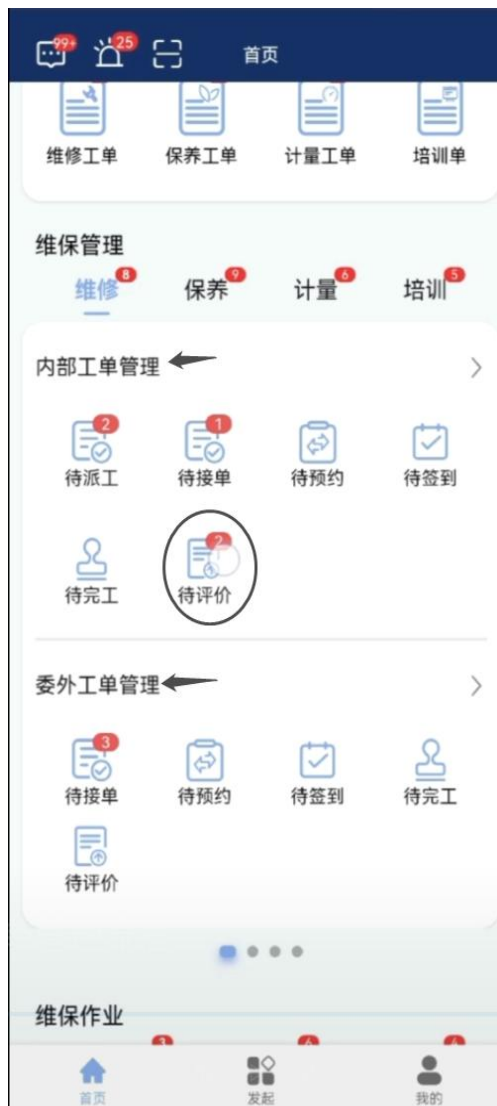 99+ 25 首页
维修工单 保养工单 计量工单 培训单
维保管理
维修 8 保养 9 计量 6 培训 5
内部工单管理
2 1
待派工 待接单 待预约 待签到
2
待完工 待评价
委外工单管理
3
待接单 待预约 待签到 待完工
待评价
维保作业
3 6 4
首页 发起 我的